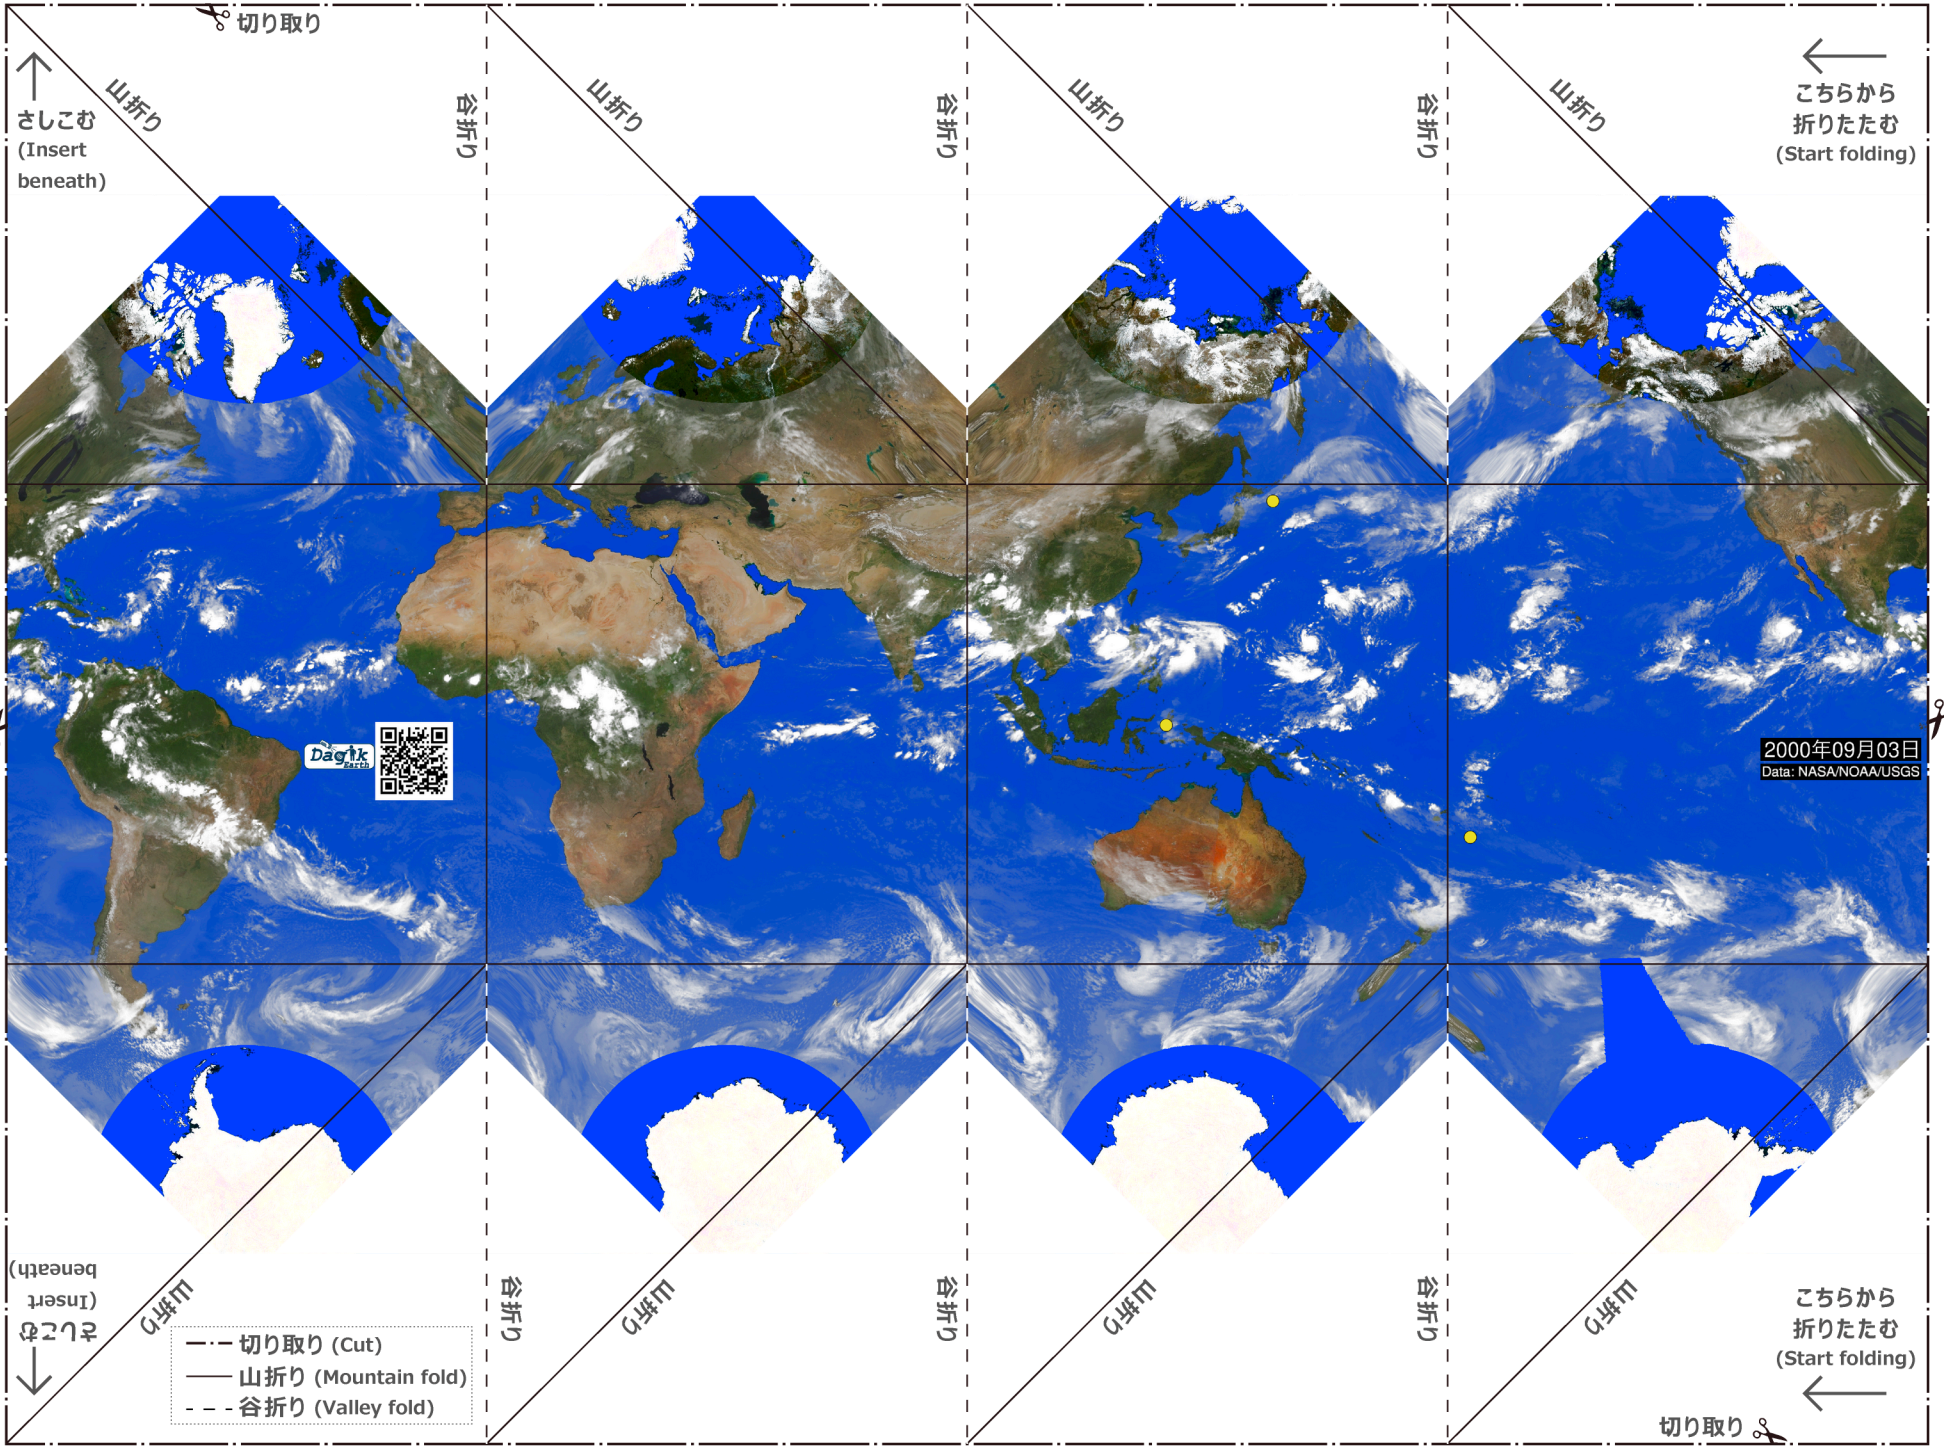 切り取り
こちらから
折りたたむ
(Start folding)
さしこむ
(Insert
beneath)
山折り
谷折り
山折り
谷折り
山折り
谷折り
山折り
Dagik
Earth
2000年09月03日
Data: NASA/NOAA/USGS
さしこむ
(Insert
beneath)
山折り
谷折り
山折り
谷折り
山折り
谷折り
山折り
こちらから
折りたたむ
(Start folding)
切り取り (Cut)
山折り (Mountain fold)
谷折り (Valley fold)
切り取り